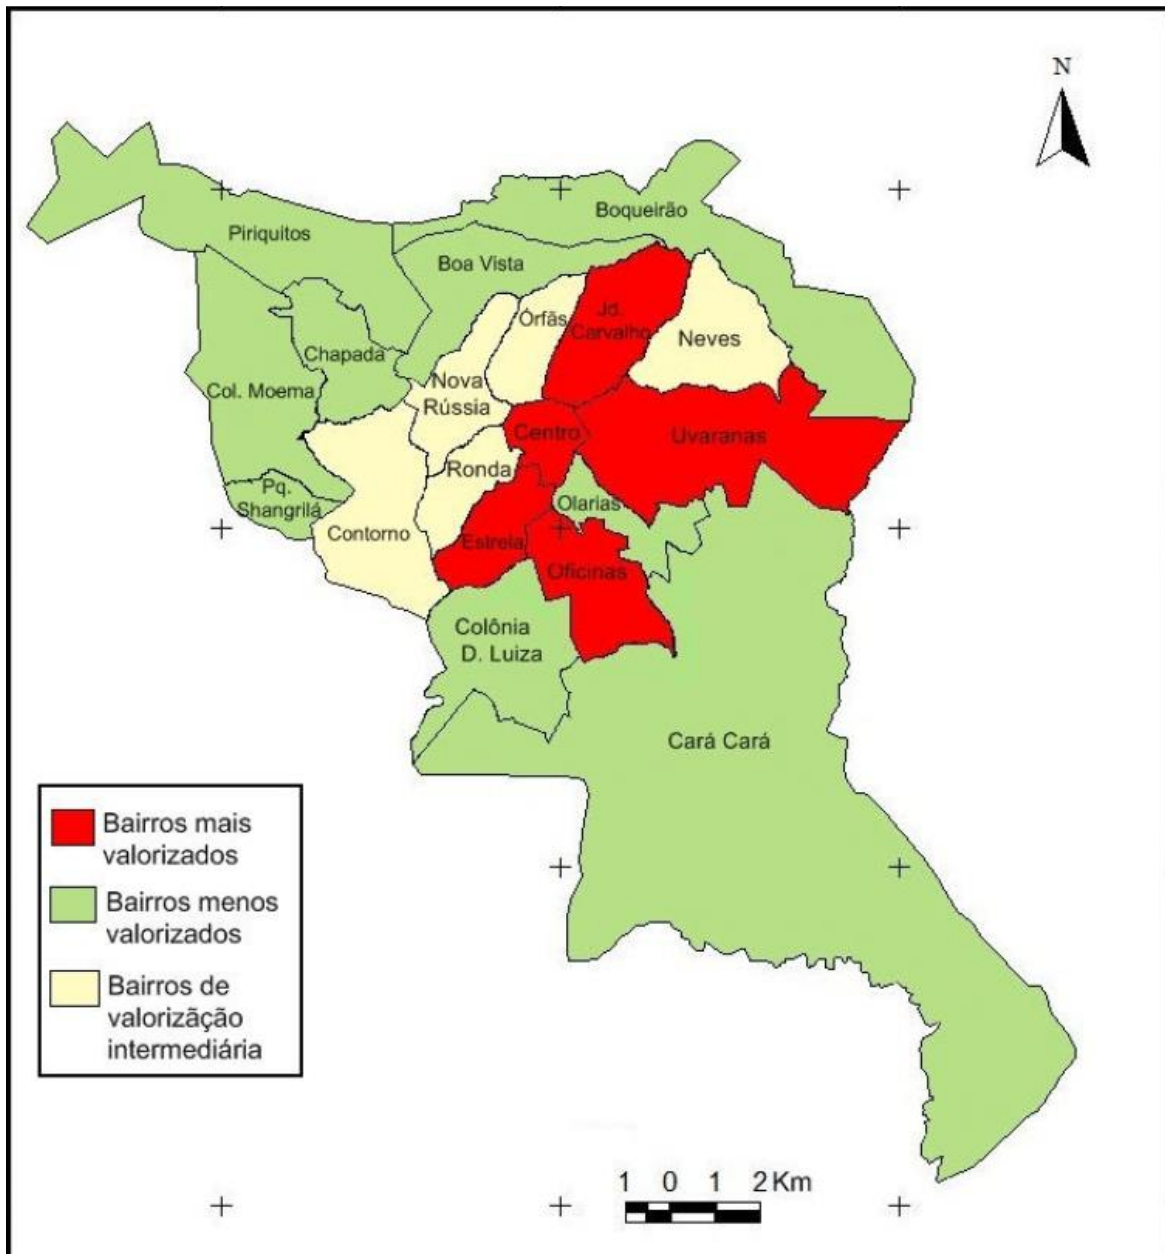 N
Boqueirão
Piriquitos
Boa Vista
Jd.
Carvalho
Órfãs
Neves
Chapada
Nova
Rússia
Col. Moema
Centro
Uvaranas
Ronda
Pq.
Shangrilá
Olarias
Contorno
Estrela
Oficinas
Colônia
D. Luiza
Cará Cará
Bairros mais
valorizados
Bairros menos
valorizados
Bairros de
valorizãção
intermediária
1 0 1 2 Km